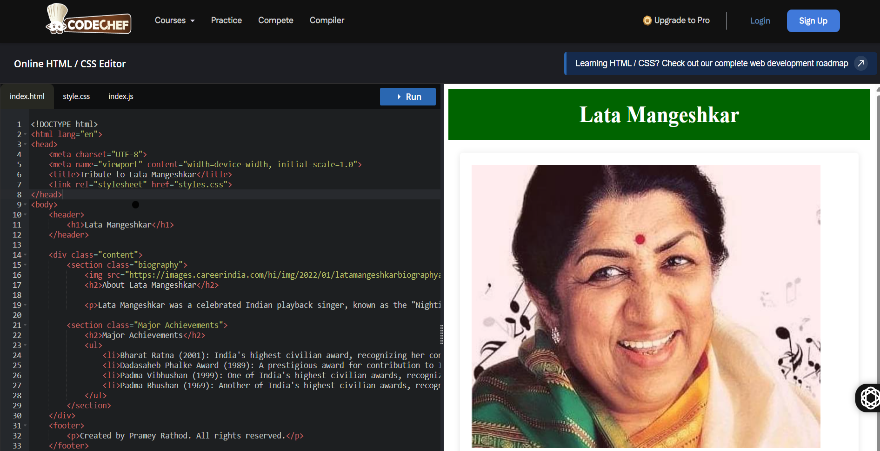 CODECHEF
Courses Practice Compete Compiler Upgrade to Pro Login Sign Up
Online HTML / CSS Editor
Learning HTML / CSS? Check out our complete web development roadmap
index.html style.css index.js Run
1 <!DOCTYPE html>
2 <html lang="en">
3 <head>
4 <meta charset="UTF-8">
5 <meta name="viewport" content="width=device-width, initial-scale=1.0">
6 <title>Tribute to Lata Mangeshkar</title>
7 <link rel="stylesheet" href="styles.css">
8 </head>
9 <body>
10 <header>
11 <h1>Lata Mangeshkar</h1>
12 </header>
13
14 <div class="content">
15 <section class="biography">
16 <img src="https://images.careerindia.com/hi/img/2022/01/latamangeshkarbiography
17 <h2>About Lata Mangeshkar</h2>
18
19 <p>Lata Mangeshkar was a celebrated Indian playback singer, known as the "Nighti
20
21 <section class="Major Achievements">
22 <h2>Major Achievements</h2>
23 <ul>
24 <li>Bharat Ratna (2001): India's highest civilian award, recognizing her con
25 <li>Dadasaheb Phalke Award (1989): A prestigious award for contribution to
26 <li>Padma Vibhushan (1999): One of India's highest civilian awards, recogni
27 <li>Padma Bhushan (1969): Another of India's highest civilian awards, recogn
28 </ul>
29 </section>
30 </div>
31 <footer>
32 <p>Created by Pramey Rathod. All rights reserved.</p>
33 </footer>
Lata Mangeshkar